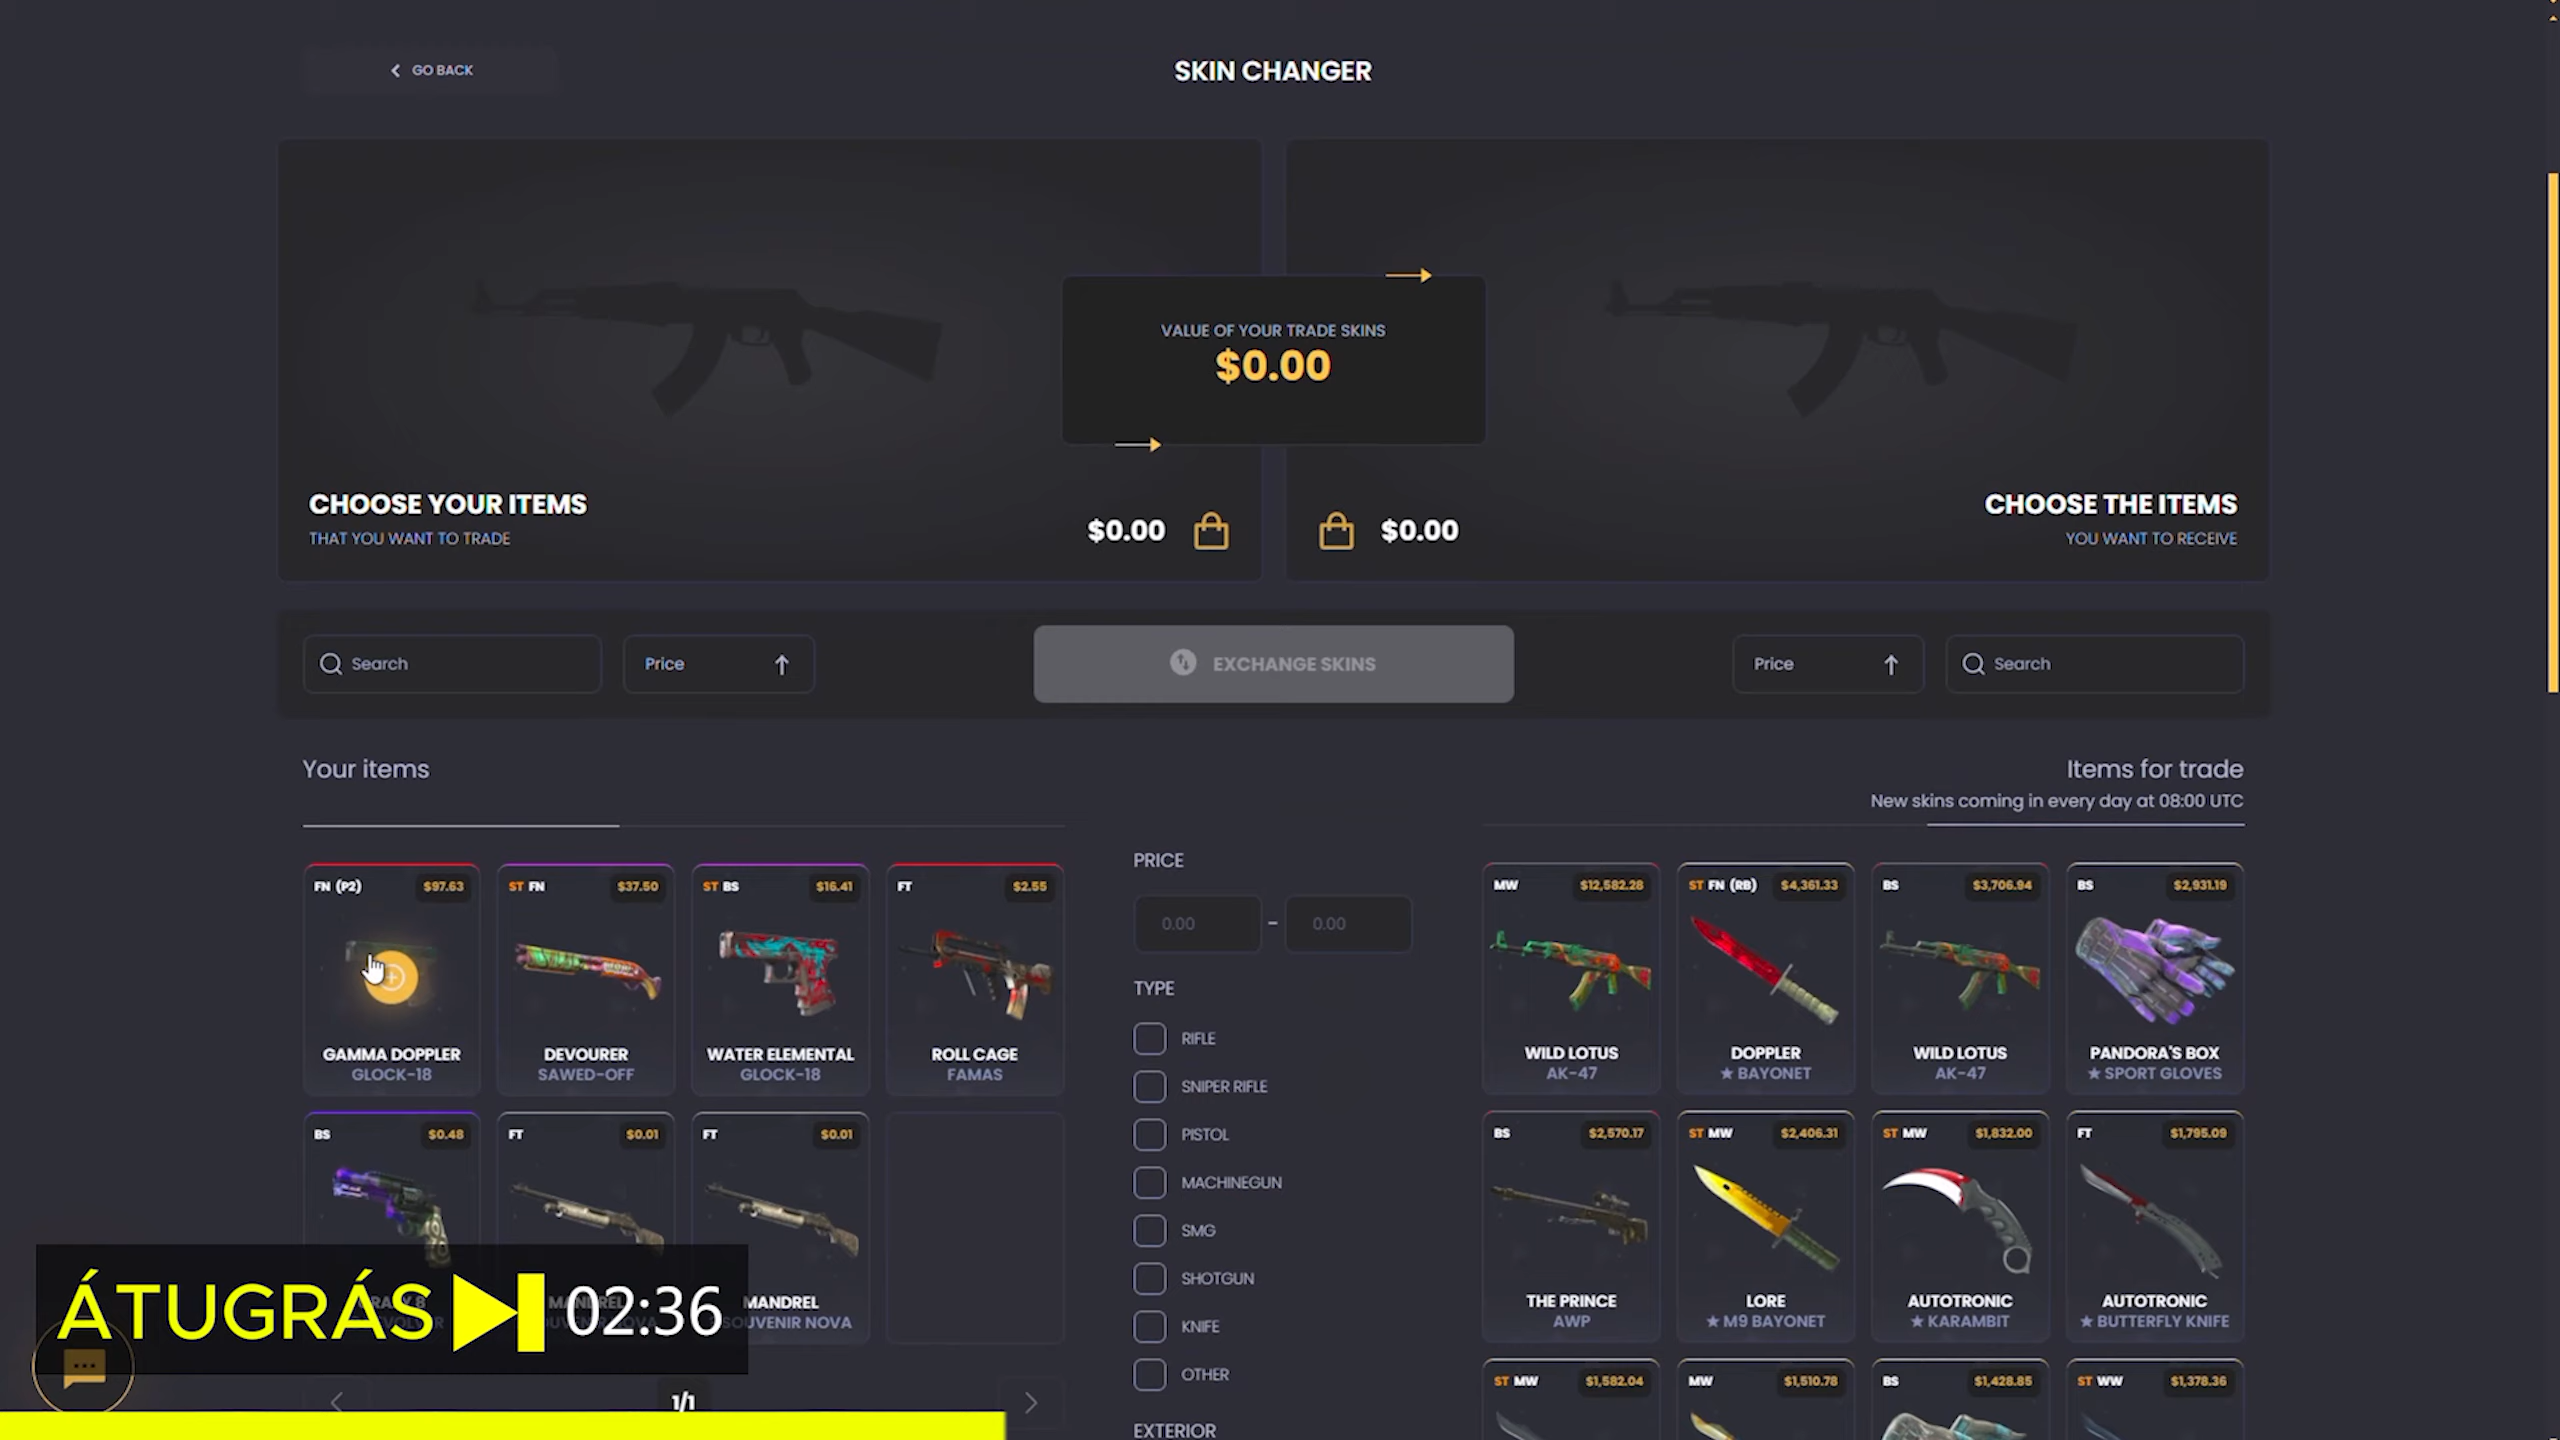 GO BACK
SKIN CHANGER
VALUE OF YOUR TRADE SKINS
$0.00
CHOOSE YOUR ITEMS
THAT YOU WANT TO TRADE
$0.00
$0.00
CHOOSE THE ITEMS
YOU WANT TO RECEIVE
Search
Price
EXCHANGE SKINS
Price
Search
Your items
Items for trade
New skins coming in every day at 08:00 UTC
FN (P2) $97.63
GAMMA DOPPLER
GLOCK-18
ST FN $37.50
DEVOURER
SAWED-OFF
ST BS $16.41
WATER ELEMENTAL
GLOCK-18
FT $2.55
ROLL CAGE
FAMAS
BS $0.48
FT $0.01
MANDREL
FT $0.01
MANDREL
SOUVENIR NOVA
1/1
PRICE
0.00 - 0.00
TYPE
RIFLE
SNIPER RIFLE
PISTOL
MACHINEGUN
SMG
SHOTGUN
KNIFE
OTHER
EXTERIOR
MW $12,582.28
WILD LOTUS
AK-47
ST FN (RB) $4,361.33
DOPPLER
★ BAYONET
BS $3,706.94
WILD LOTUS
AK-47
BS $2,931.19
PANDORA'S BOX
★ SPORT GLOVES
BS $2,570.17
THE PRINCE
AWP
ST MW $2,406.31
LORE
★ M9 BAYONET
ST MW $1,832.00
AUTOTRONIC
★ KARAMBIT
FT $1,795.09
AUTOTRONIC
★ BUTTERFLY KNIFE
ST MW $1,582.04
MW $1,510.78
BS $1,428.85
ST WW $1,378.36
ÁTUGRÁS 02:36